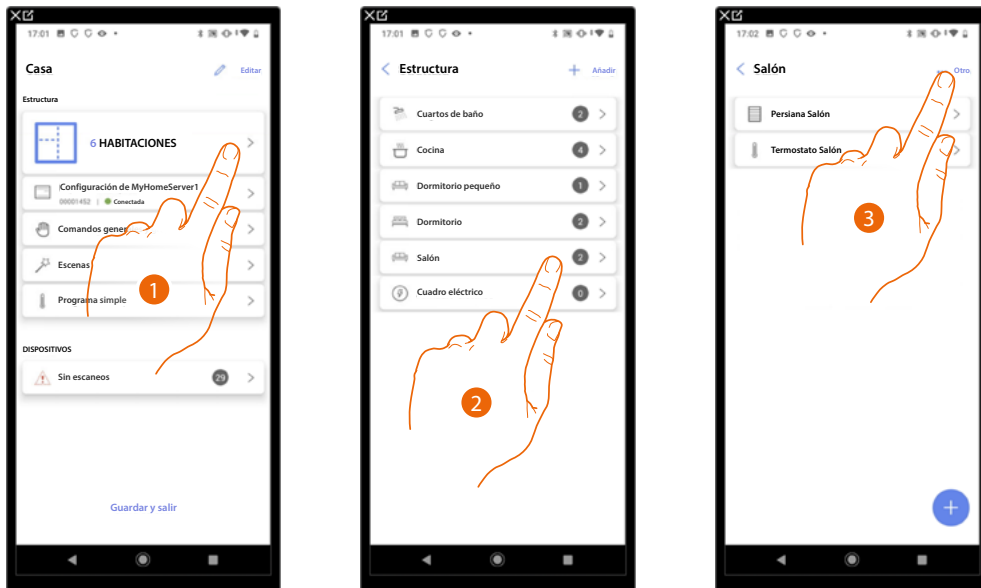 17:01
Casa
Editar
Estructura
6 HABITACIONES
Configuración de MyHomeServer1
00001452 | Conectada
Comandos gene
Escenas
Programa simple
1
DISPOSITIVOS
Sin escaneos 29
Guardar y salir
17:01
Estructura
Añadir
Cuartos de baño 2
Cocina 4
Dormitorio pequeño 1
Dormitorio 2
Salón 2
Cuadro eléctrico 0
2
17:02
Salón
Otro
Persiana Salón
Termostato Salón
3